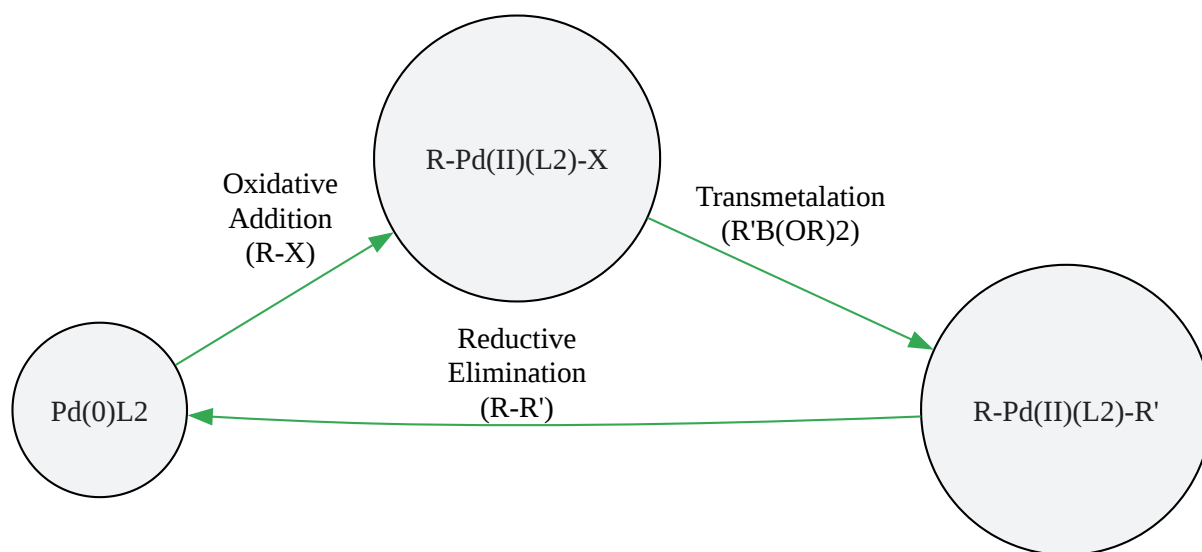 R-Pd(II)(L2)-X
Oxidative
Addition
(R-X)
Transmetalation
(R'B(OR)2)
Reductive
Elimination
(R-R')
Pd(0)L2
R-Pd(II)(L2)-R'